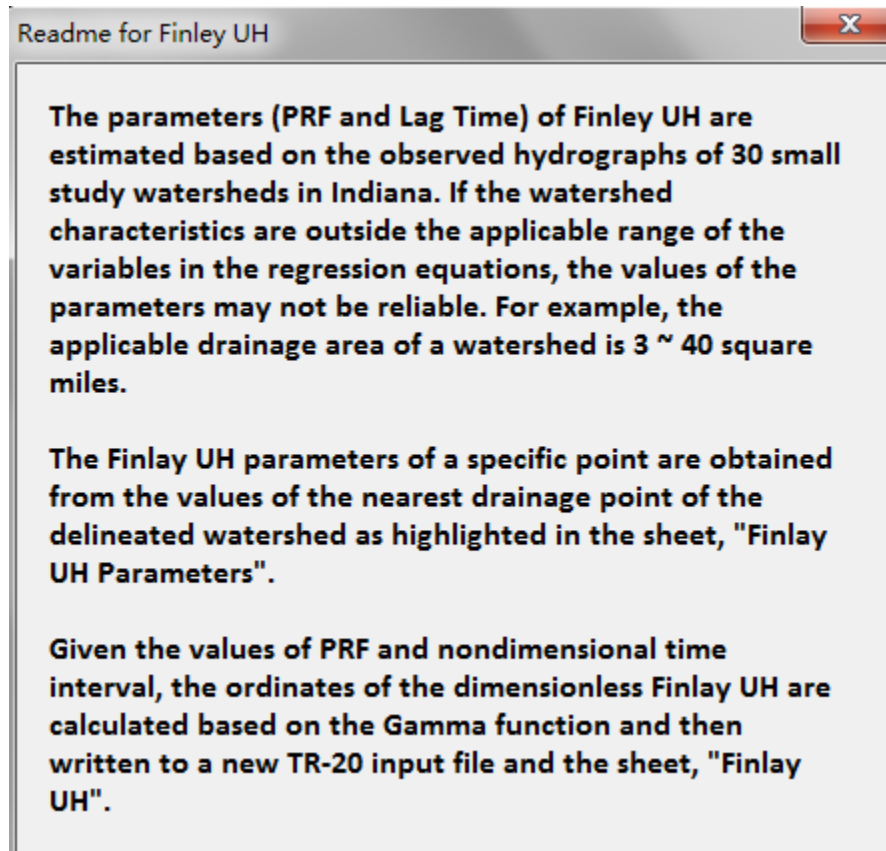 Readme for Finley UH
The parameters (PRF and Lag Time) of Finley UH are
estimated based on the observed hydrographs of 30 small
study watersheds in Indiana. If the watershed
characteristics are outside the applicable range of the
variables in the regression equations, the values of the
parameters may not be reliable. For example, the
applicable drainage area of a watershed is 3 ~ 40 square
miles.
The Finlay UH parameters of a specific point are obtained
from the values of the nearest drainage point of the
delineated watershed as highlighted in the sheet, "Finlay
UH Parameters".
Given the values of PRF and nondimensional time
interval, the ordinates of the dimensionless Finlay UH are
calculated based on the Gamma function and then
written to a new TR-20 input file and the sheet, "Finlay
UH".